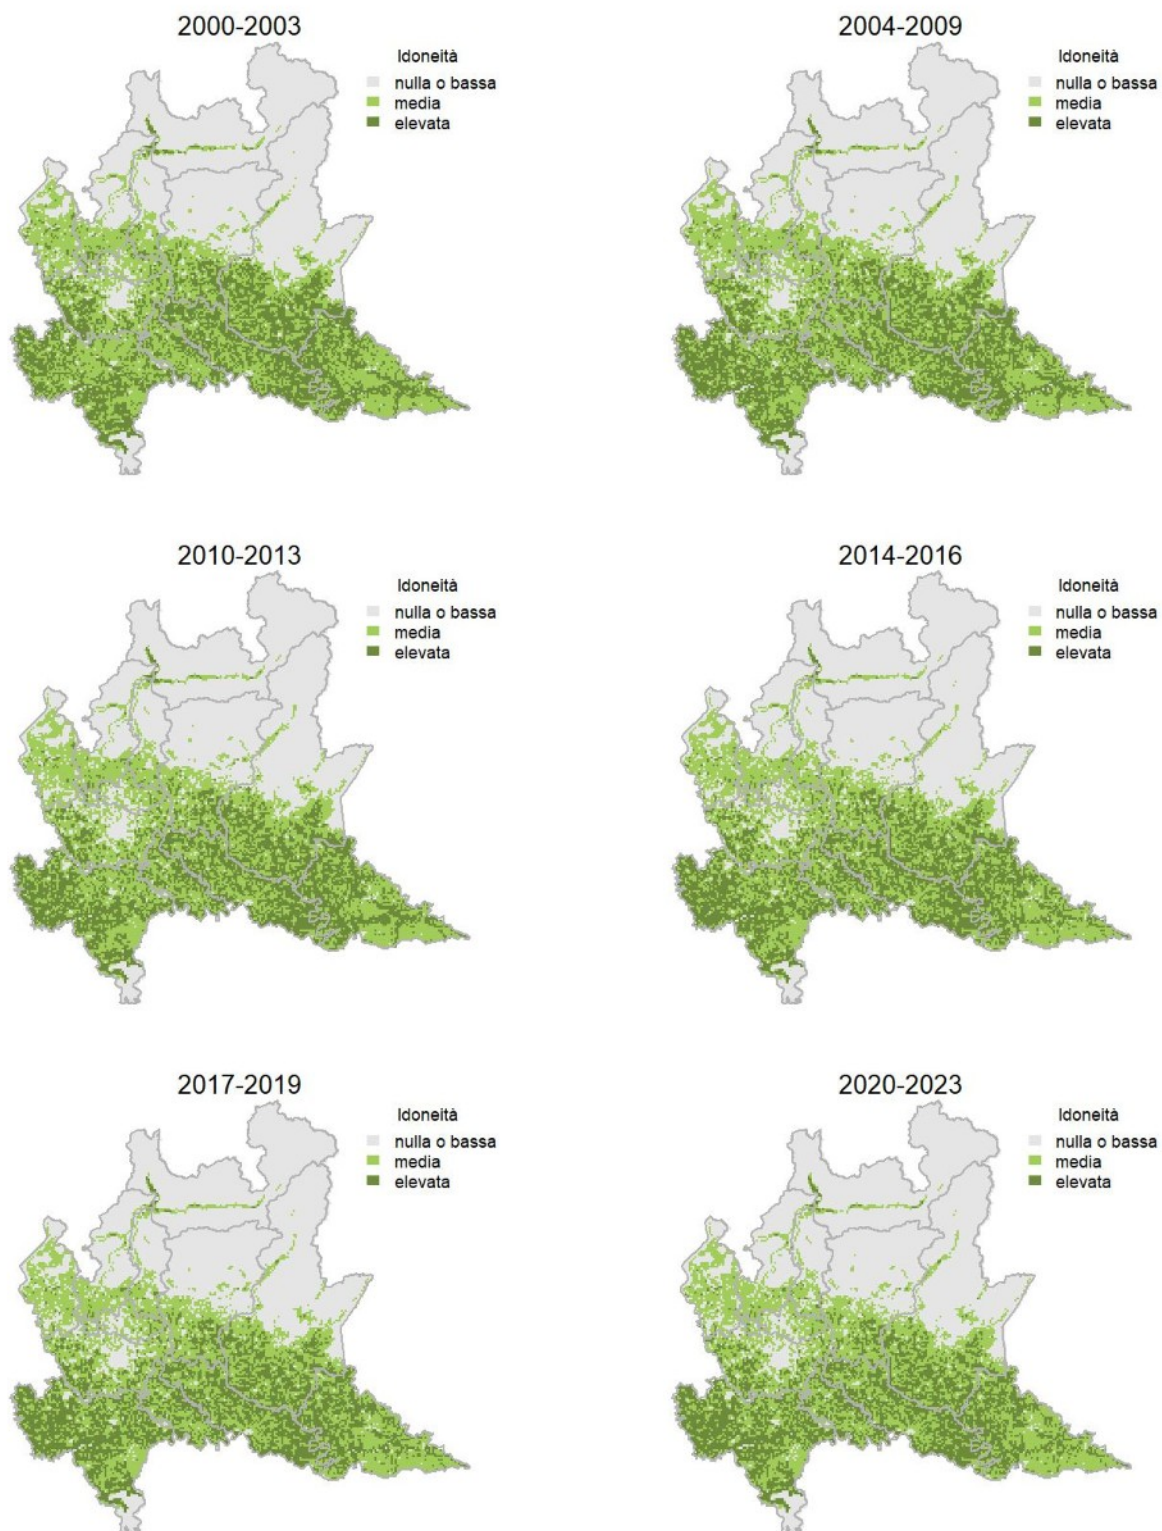 2000-2003
Idoneità
nulla o bassa
media
elevata
2004-2009
Idoneità
nulla o bassa
media
elevata
2010-2013
Idoneità
nulla o bassa
media
elevata
2014-2016
Idoneità
nulla o bassa
media
elevata
2017-2019
Idoneità
nulla o bassa
media
elevata
2020-2023
Idoneità
nulla o bassa
media
elevata